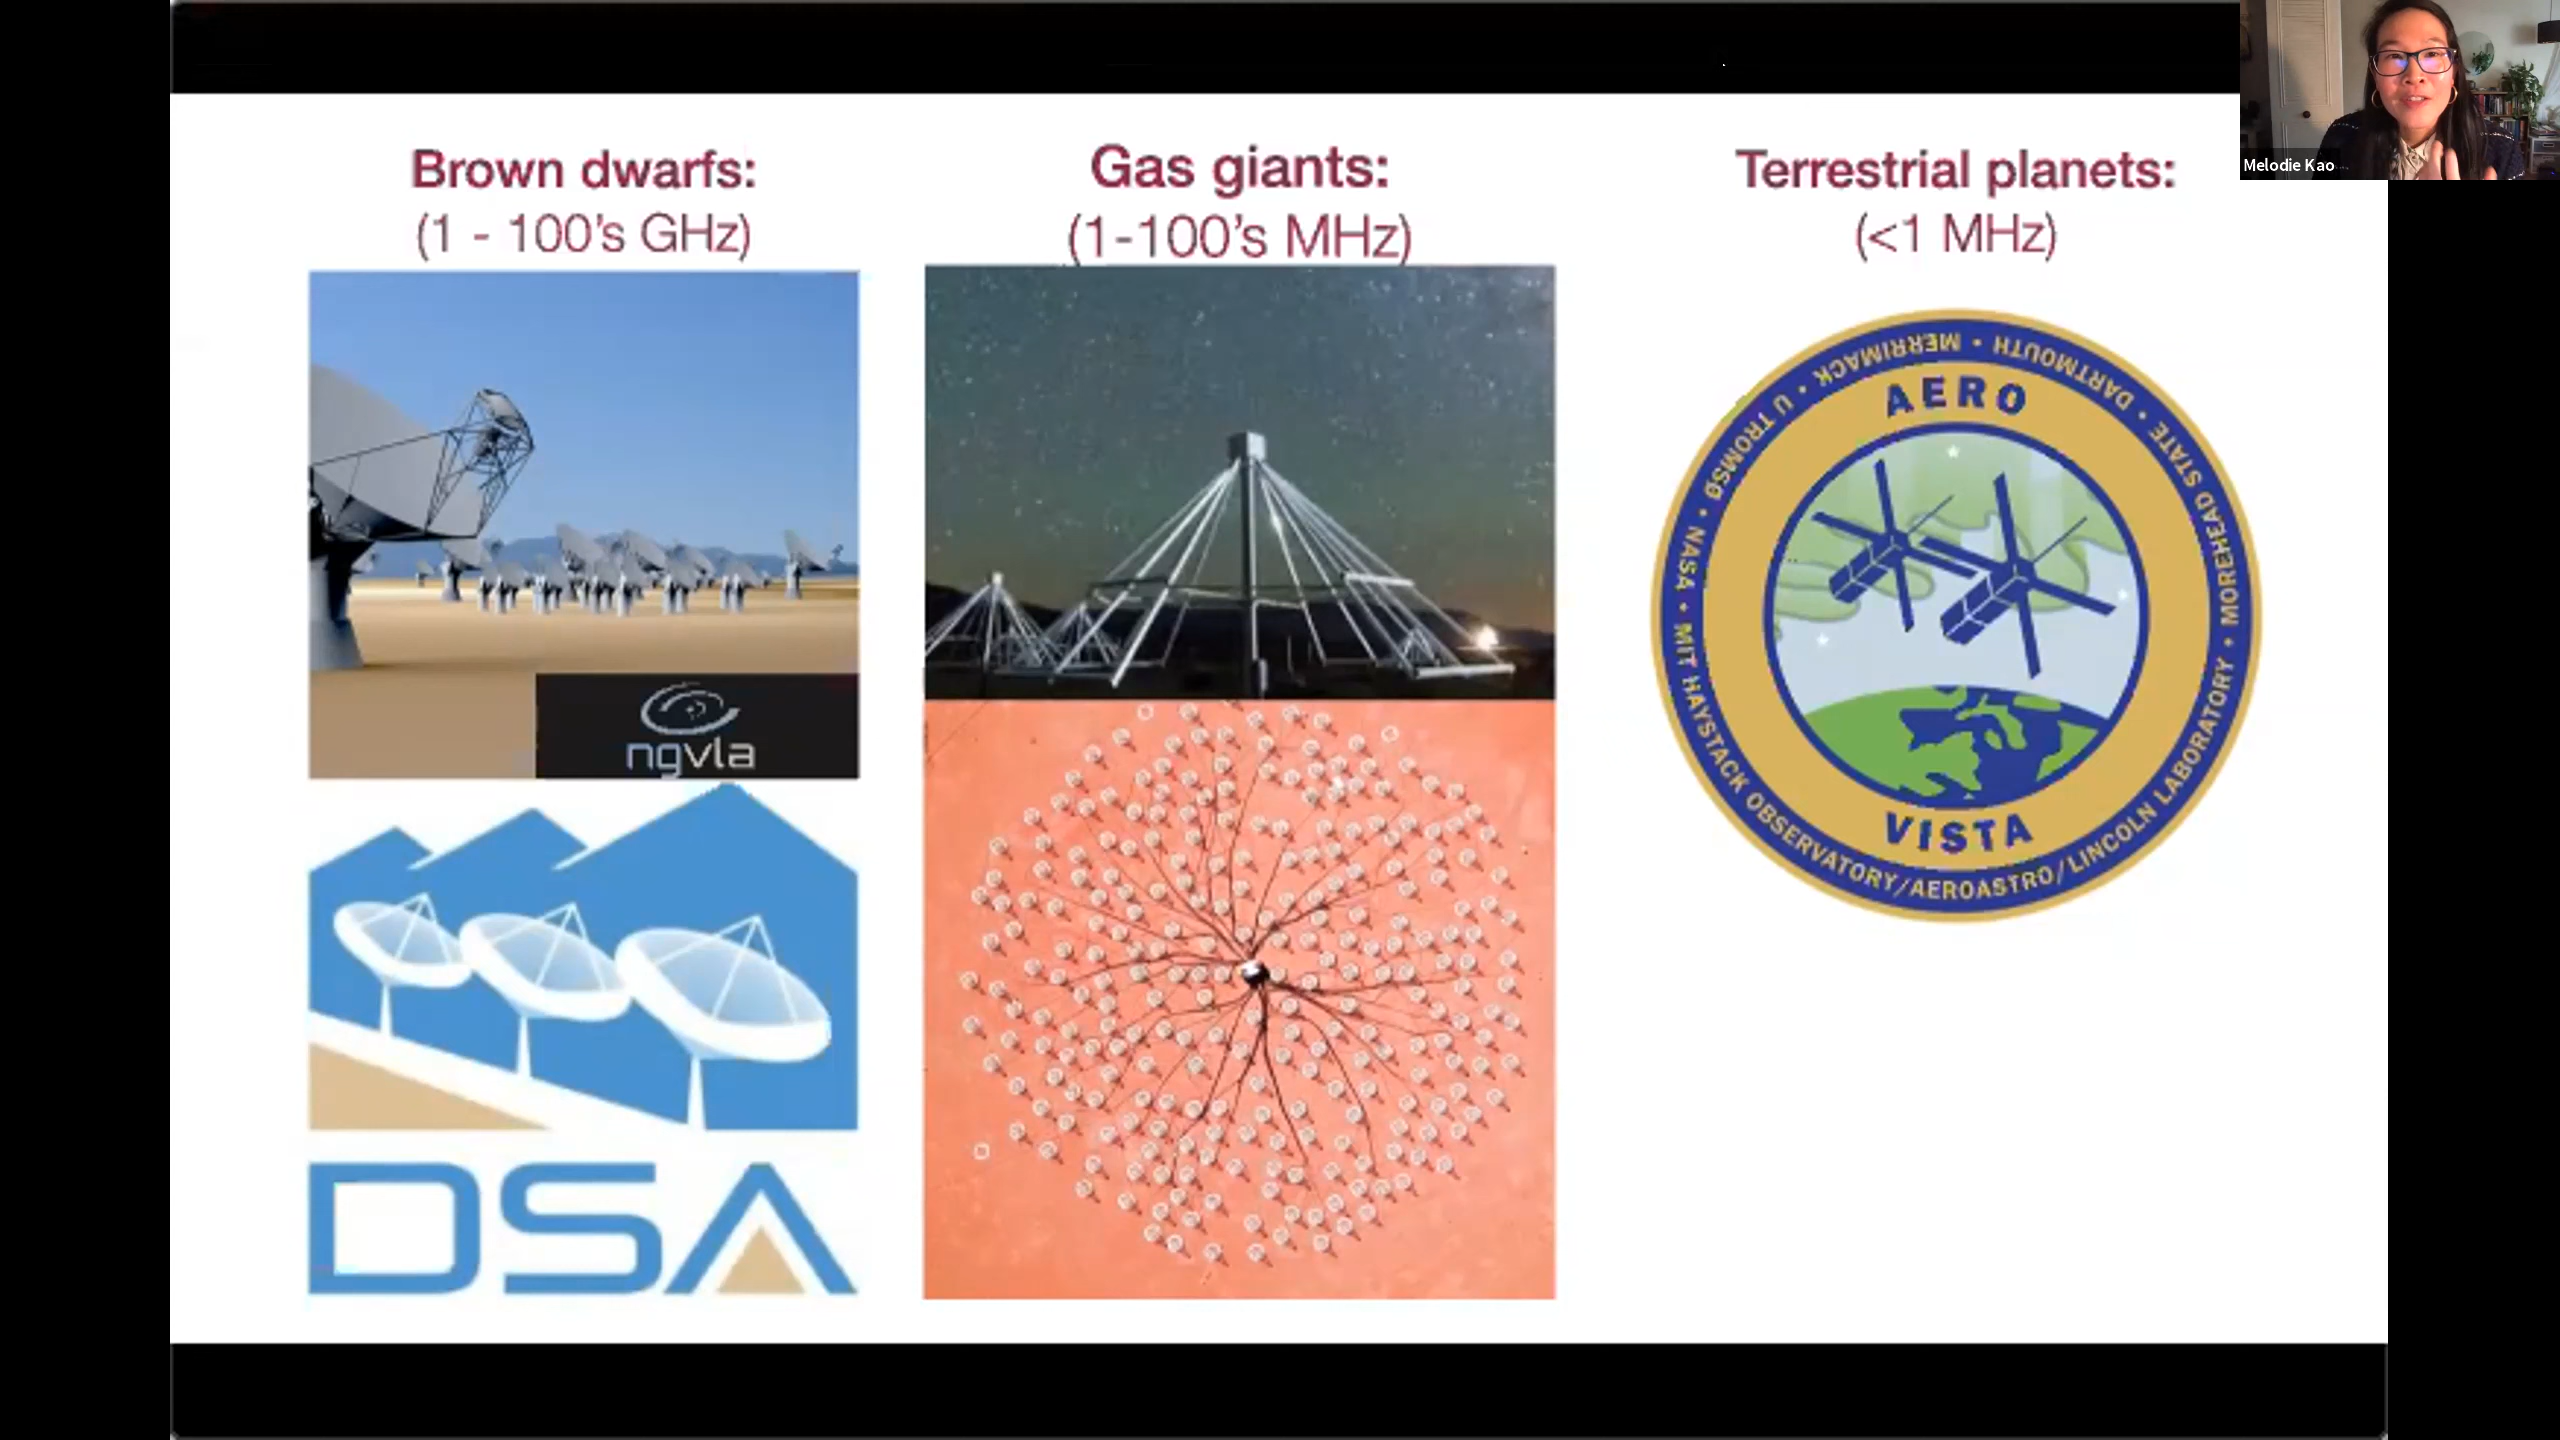 Brown dwarfs:
(1 - 100's GHz)
ngvla
DSA
Gas giants:
(1-100's MHz)
Terrestrial planets:
(<1 MHz)
AERO
VISTA
U TROMSØ • MERRIMACK • DARTMOUTH • MOREHEAD STATE • NASA • MIT HAYSTACK OBSERVATORY/AEROASTRO/LINCOLN LABORATORY •
Melodie Kao